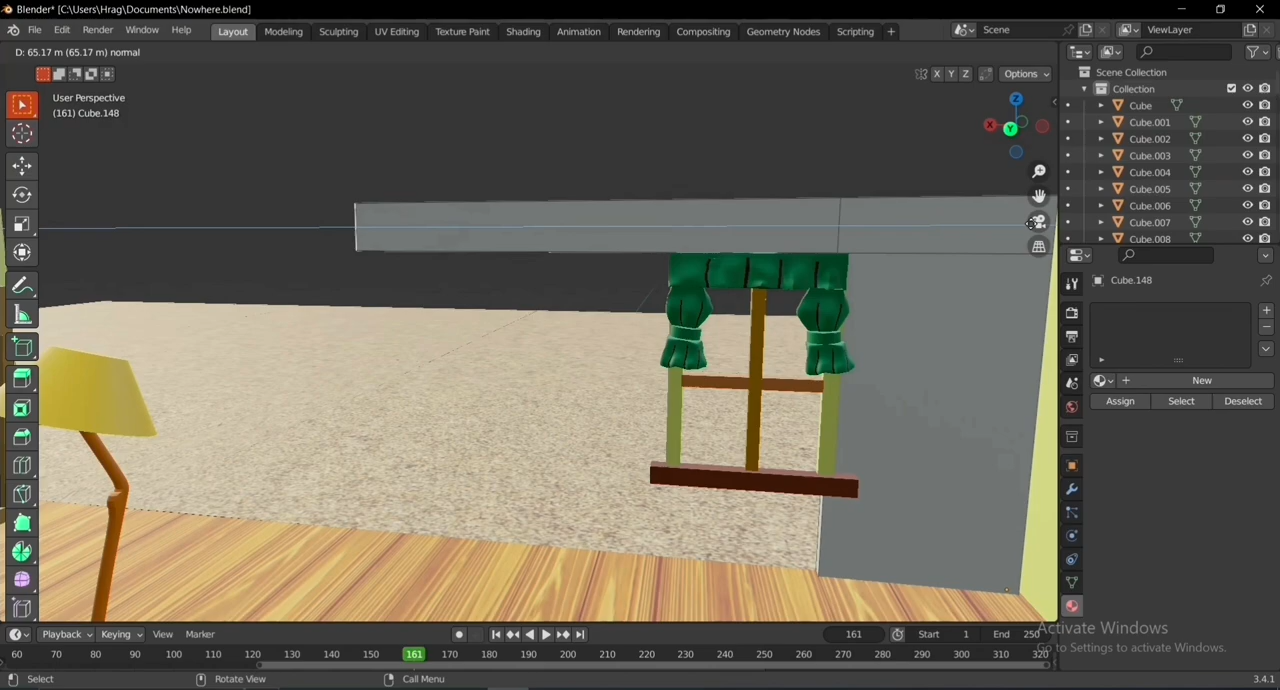 Blender* [C:\Users\Hrag\Documents\Nowhere.blend]
File Edit Render Window Help Layout Modeling Sculpting UV Editing Texture Paint Shading Animation Rendering Compositing Geometry Nodes Scripting + Scene ViewLayer
D: 65.17 m (65.17 m) normal
X Y Z Options
User Perspective
(161) Cube.148
Z
X
Y
Scene Collection
Collection
Cube
Cube.001
Cube.002
Cube.003
Cube.004
Cube.005
Cube.006
Cube.007
Cube.008
Cube.148
New
Assign Select Deselect
Playback Keying View Marker 161 Start 1 End 250
60 70 80 90 100 110 120 130 140 150 161 170 180 190 200 210 220 230 240 250 260 270 280 290 300 310 320
Activate Windows
Go to Settings to activate Windows.
Select Rotate View Call Menu 3.4.1